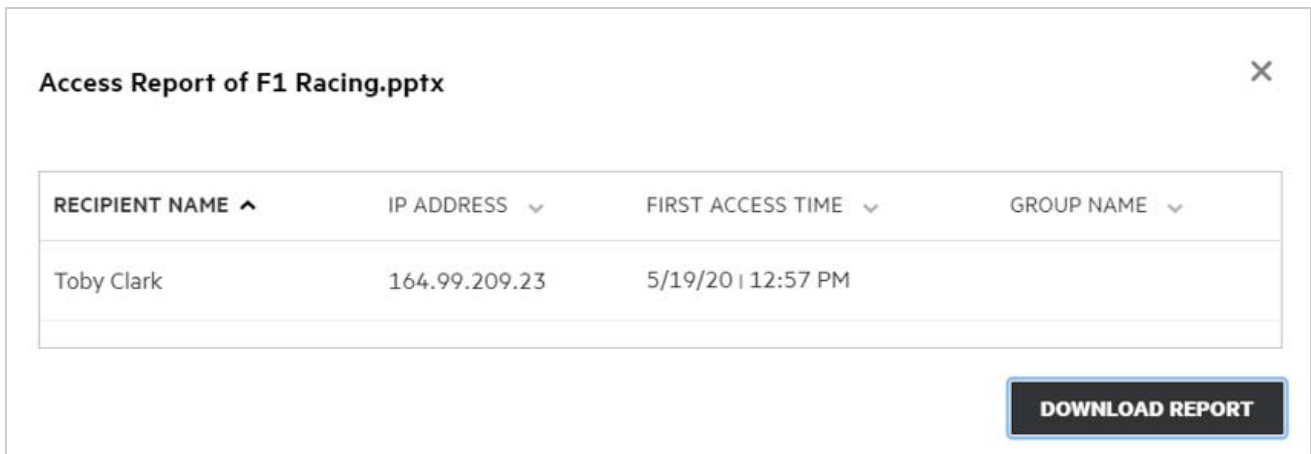 Access Report of F1 Racing.pptx
RECIPIENT NAME IP ADDRESS FIRST ACCESS TIME GROUP NAME
Toby Clark 164.99.209.23 5/19/20 | 12:57 PM
DOWNLOAD REPORT